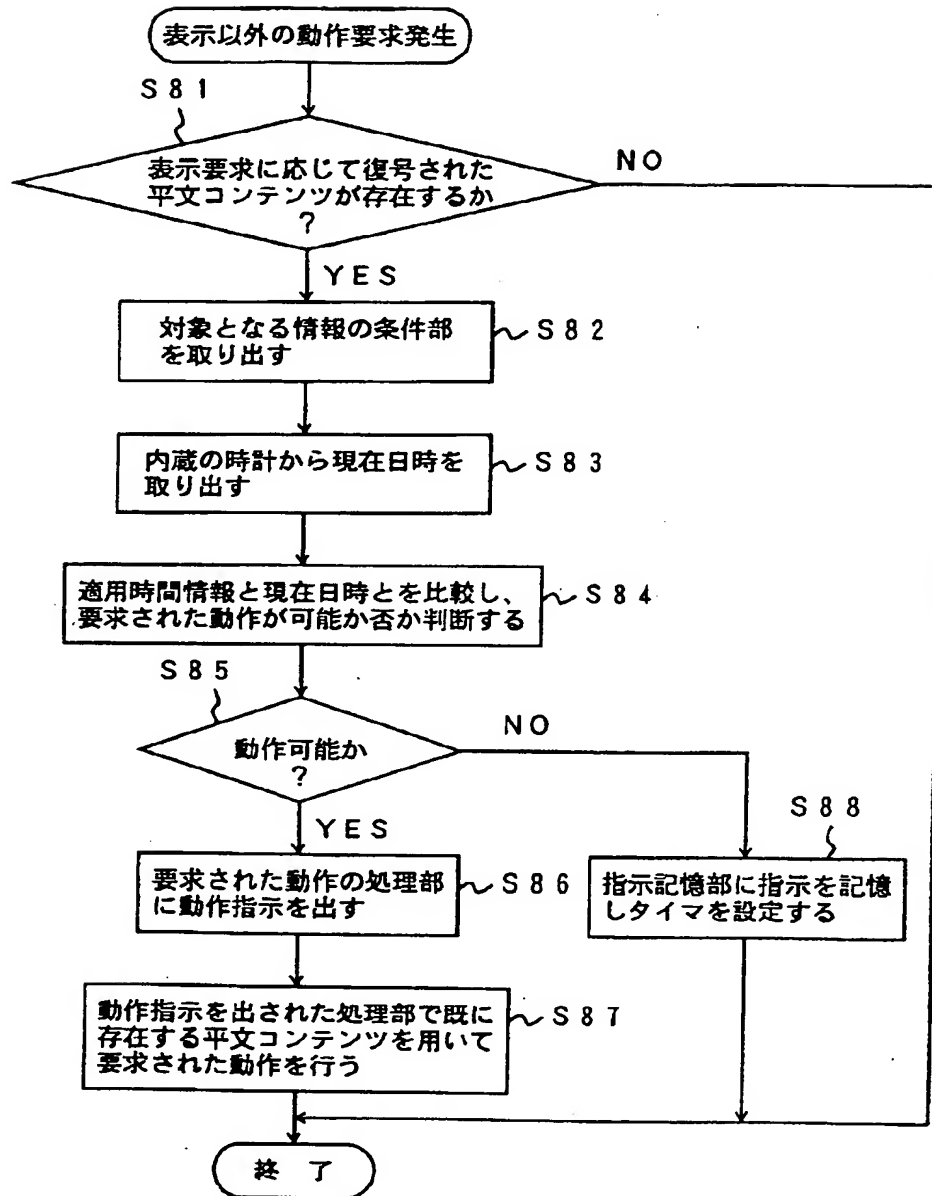 表示以外の動作要求発生
S81
表示要求に応じて復号された
平文コンテンツが存在するか
?
NO
YES
対象となる情報の条件部
を取り出す
S82
内蔵の時計から現在日時を
取り出す
S83
適用時間情報と現在日時とを比較し、
要求された動作が可能か否か判断する
S84
S85
動作可能か
?
NO
YES
S88
要求された動作の処理部
に動作指示を出す
S86
指示記憶部に指示を記憶
しタイマを設定する
動作指示を出された処理部で既に
存在する平文コンテンツを用いて
要求された動作を行う
S87
終了